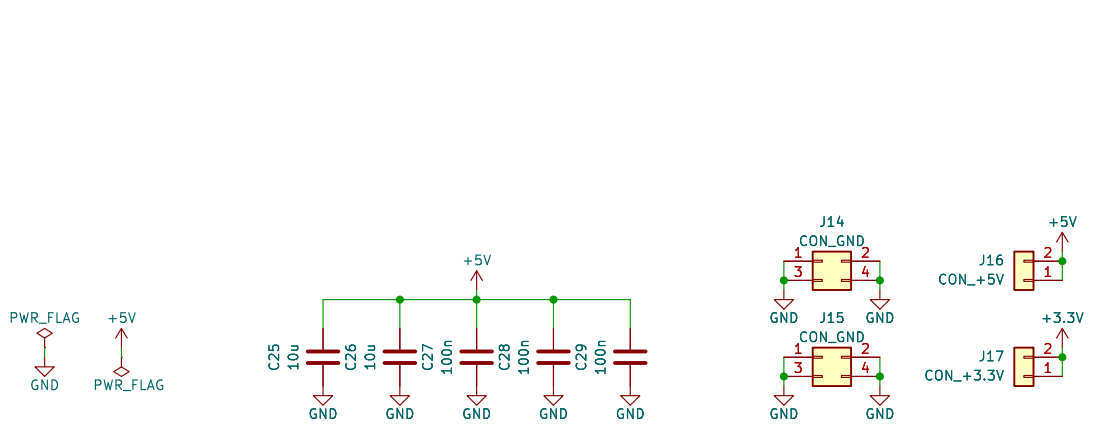 PWR_FLAG
GND
+5V
PWR_FLAG
+5V
C25
10u
GND
C26
10u
GND
C27
100n
GND
C28
100n
GND
C29
100n
GND
J14
CON_GND
1 2
3 4
GND GND
J15
CON_GND
1 2
3 4
GND GND
+5V
J16 2
CON_+5V 1
+3.3V
J17 2
CON_+3.3V 1